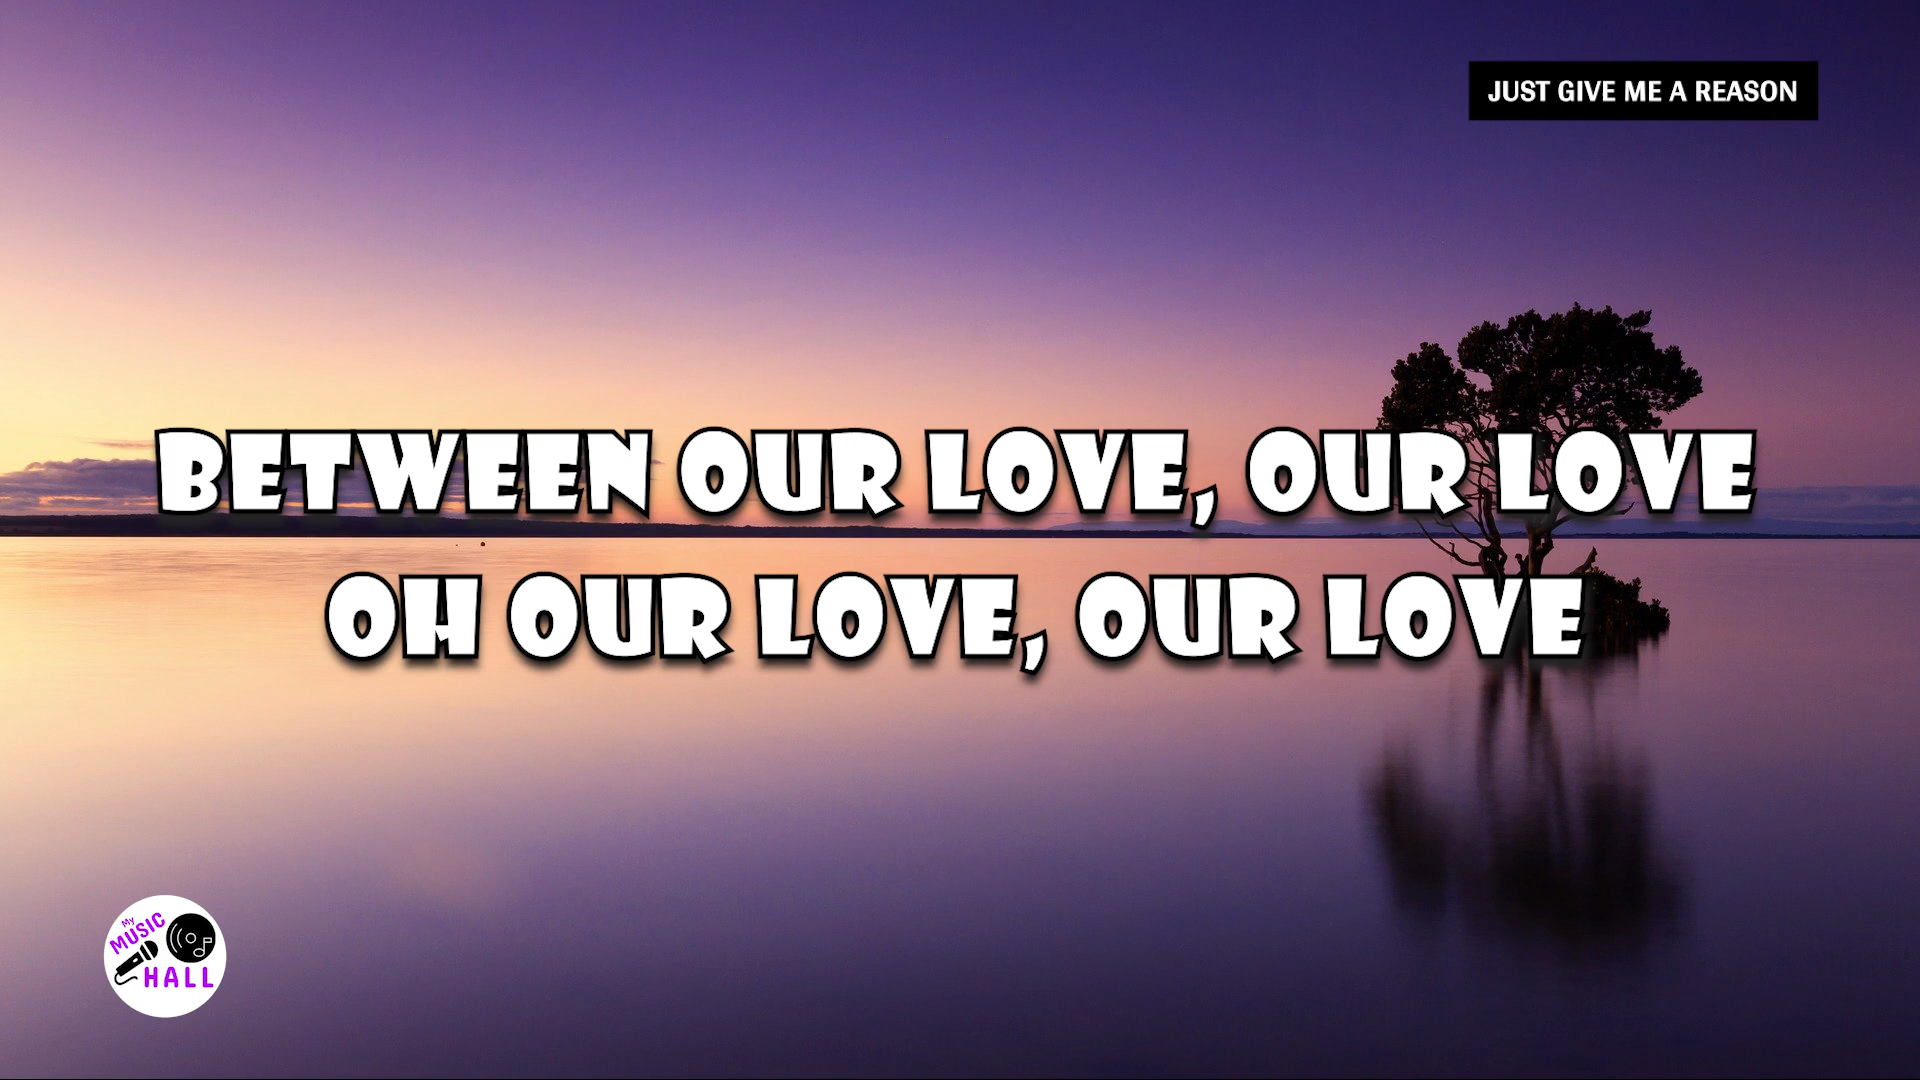 JUST GIVE ME A REASON
BETWEEN OUR LOVE, OUR LOVE
OH OUR LOVE, OUR LOVE
My
MUSIC
HALL